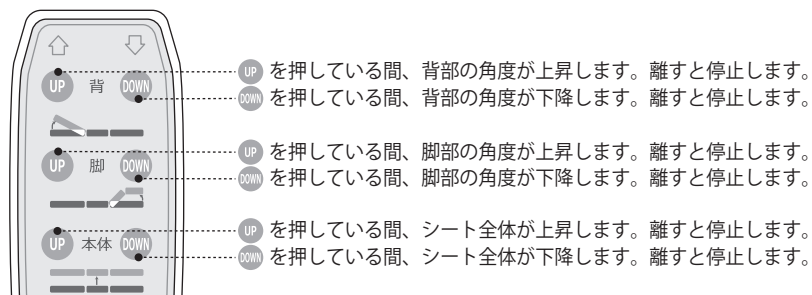 UP 背 DOWN
UP を押している間、背部の角度が上昇します。離すと停止します。
DOWN を押している間、背部の角度が下降します。離すと停止します。
UP 脚 DOWN
UP を押している間、脚部の角度が上昇します。離すと停止します。
DOWN を押している間、脚部の角度が下降します。離すと停止します。
UP 本体 DOWN
UP を押している間、シート全体が上昇します。離すと停止します。
DOWN を押している間、シート全体が下降します。離すと停止します。